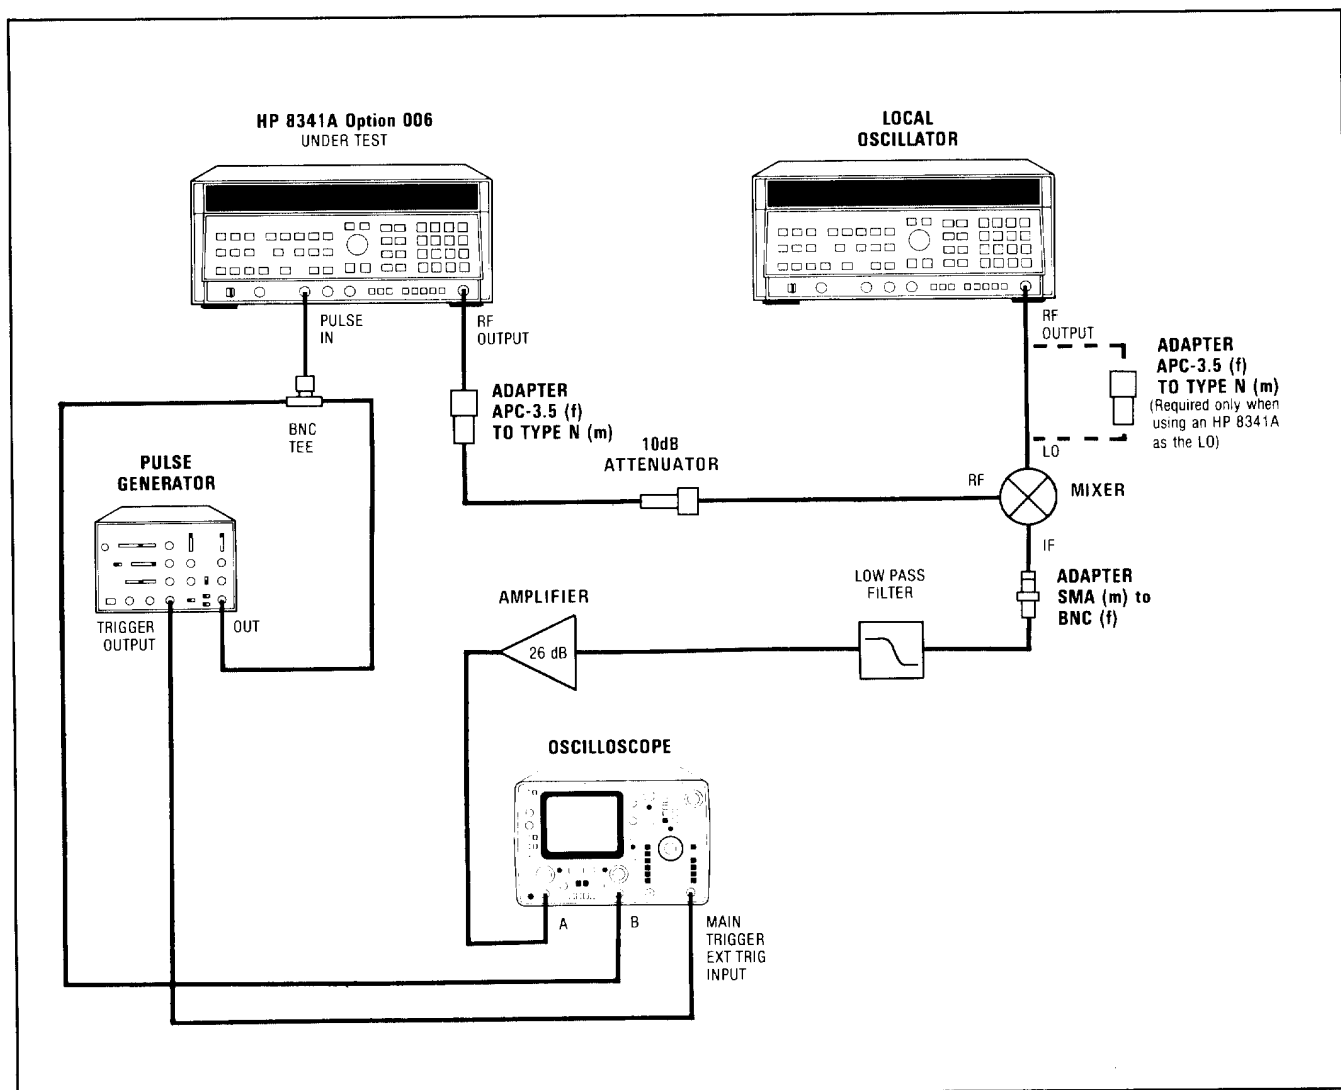 HP 8341A Option 006
UNDER TEST
LOCAL
OSCILLATOR
PULSE
IN
RF
OUTPUT
RF
OUTPUT
ADAPTER
APC-3.5 (f)
TO TYPE N (m)
(Required only when
using an HP 8341A
as the LO)
ADAPTER
APC-3.5 (f)
TO TYPE N (m)
BNC
TEE
10dB
ATTENUATOR
LO
RF
MIXER
IF
PULSE
GENERATOR
TRIGGER
OUTPUT
OUT
AMPLIFIER
26 dB
LOW PASS
FILTER
ADAPTER
SMA (m) to
BNC (f)
OSCILLOSCOPE
A
B
MAIN
TRIGGER
EXT TRIG
INPUT